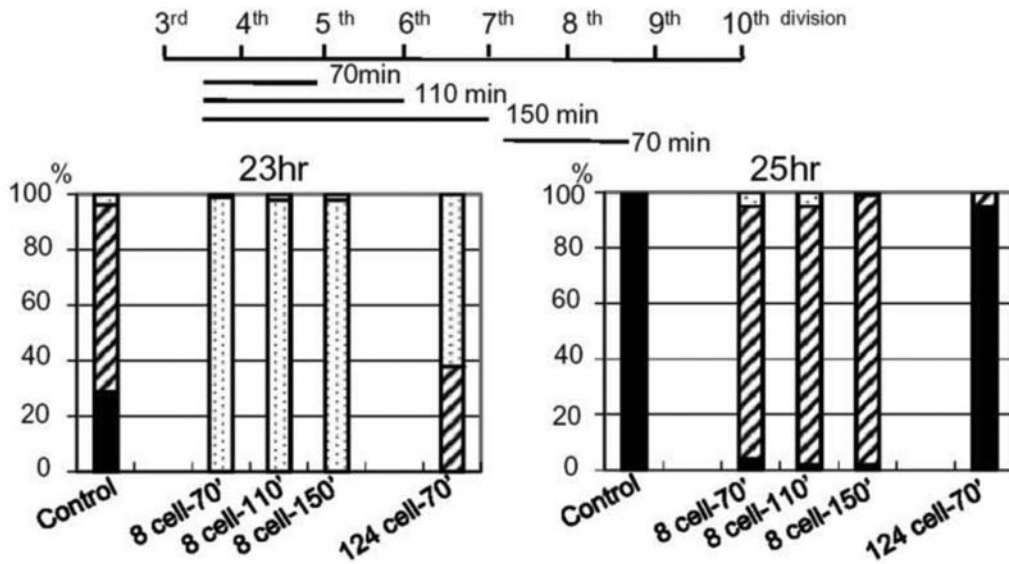 3rd 4th 5th 6th 7th 8th 9th 10th division
70min
110 min
150 min
70 min
% 23hr
100
80
60
40
20
0
Control 8 cell-70' 8 cell-110' 8 cell-150' 124 cell-70'
% 25hr
100
80
60
40
20
0
Control 8 cell-70' 8 cell-110' 8 cell-150' 124 cell-70'